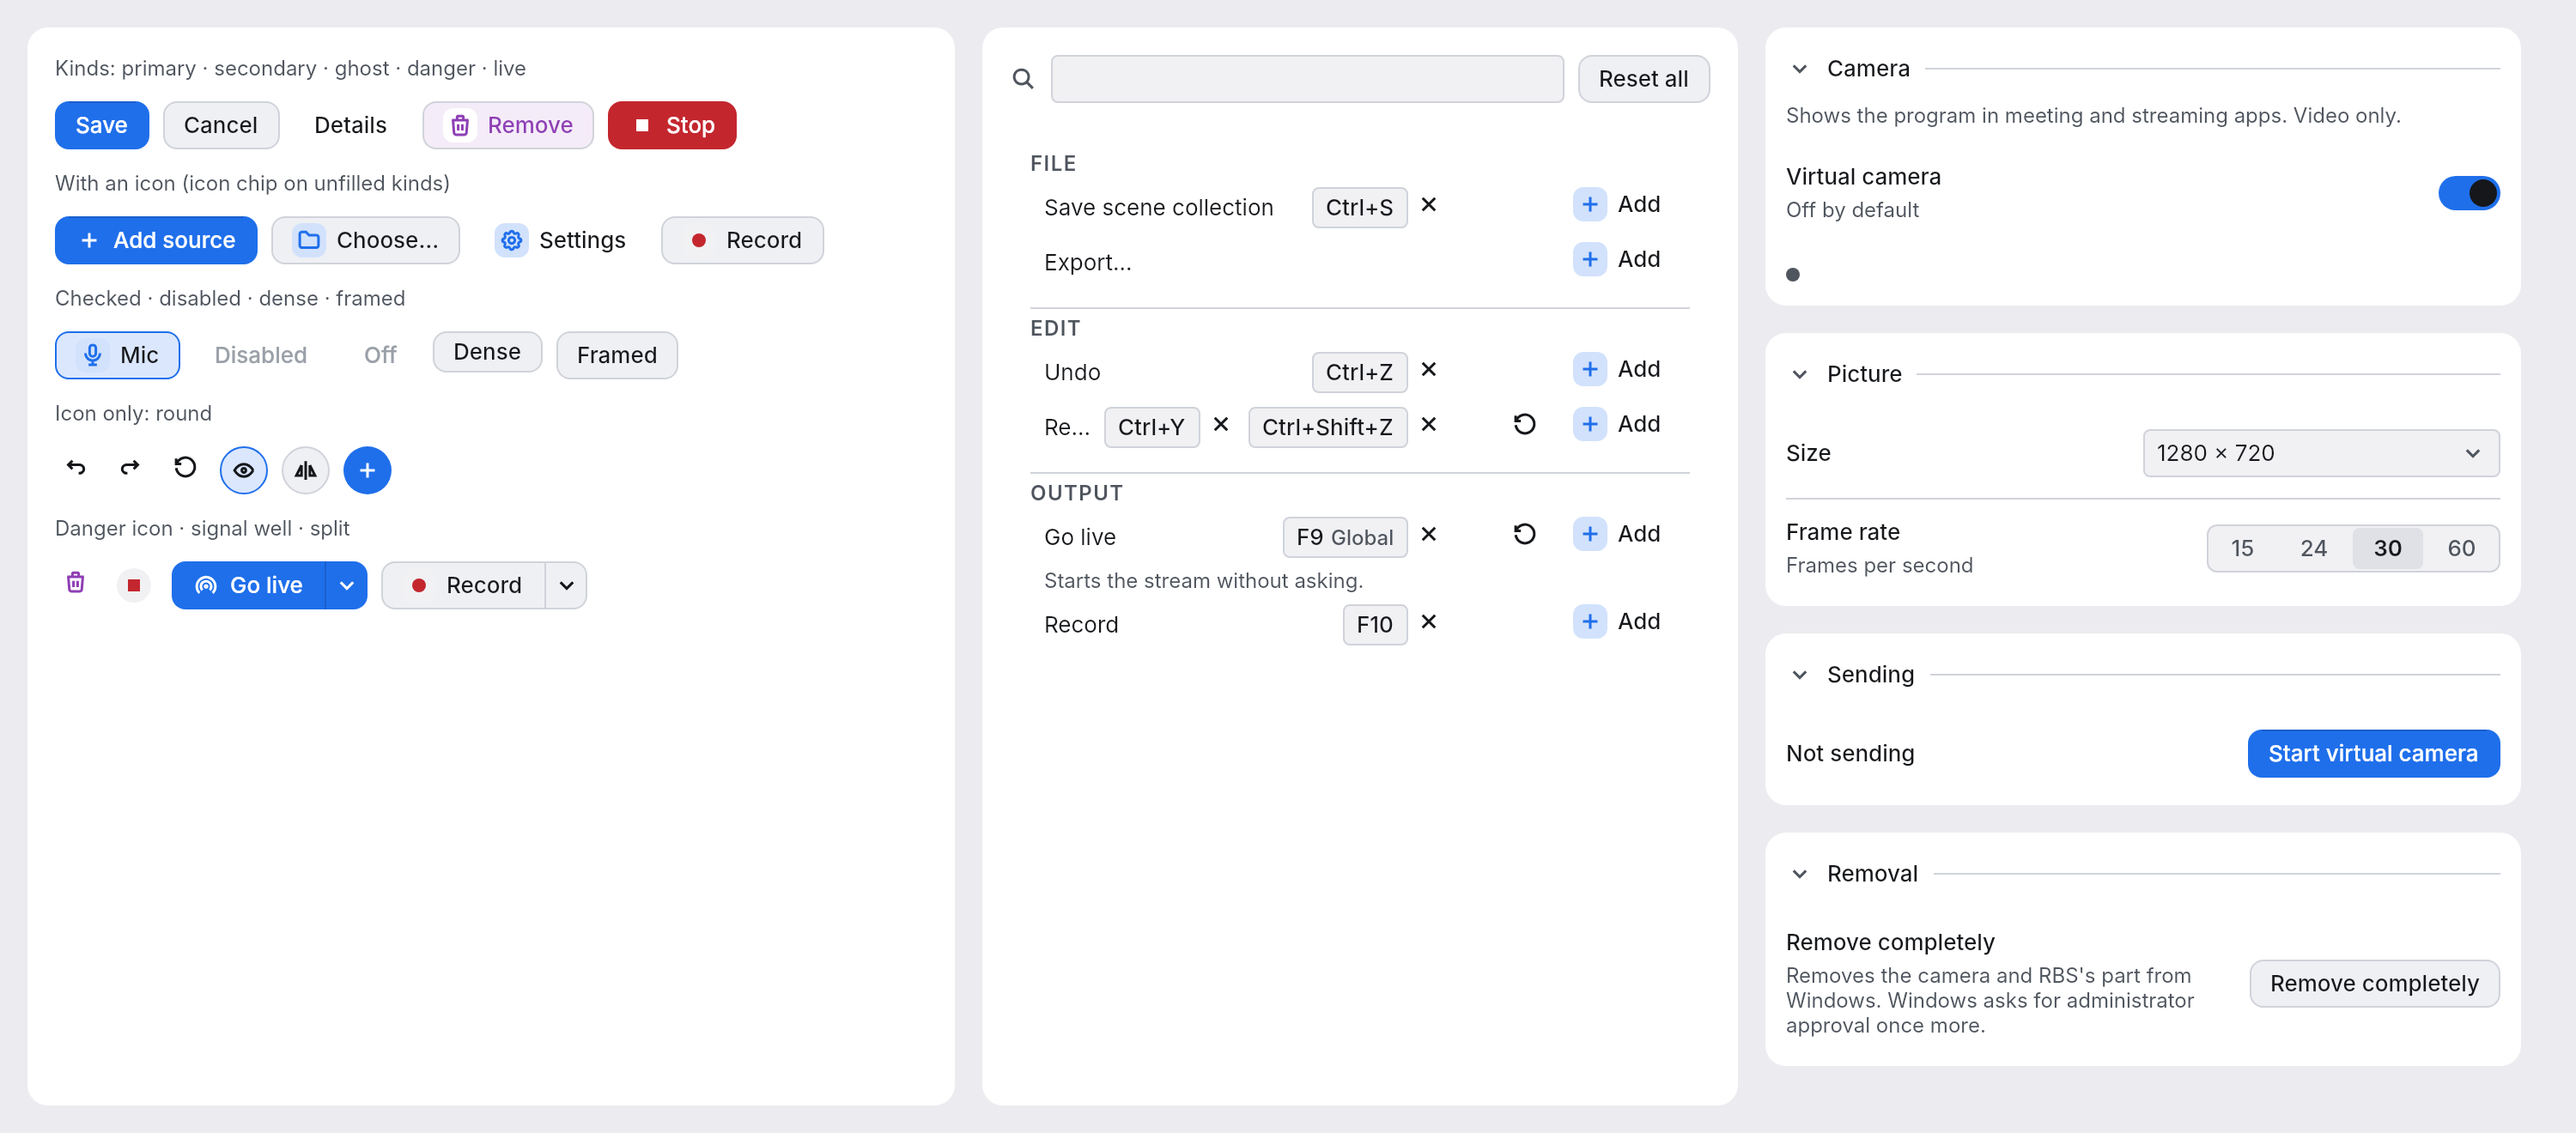 Kinds: primary · secondary · ghost · danger · live
Save Cancel Details Remove Stop
With an icon (icon chip on unfilled kinds)
Add source Choose... Settings Record
Checked · disabled · dense · framed
Mic Disabled Off Dense Framed
Icon only: round
Danger icon · signal well · split
Go live Record
Reset all
FILE
Save scene collection Ctrl+S Add
Export... Add
EDIT
Undo Ctrl+Z Add
Re... Ctrl+Y Ctrl+Shift+Z Add
OUTPUT
Go live F9 Global Add
Starts the stream without asking.
Record F10 Add
Camera
Shows the program in meeting and streaming apps. Video only.
Virtual camera
Off by default
Picture
Size 1280 × 720
Frame rate
Frames per second
15 24 30 60
Sending
Not sending Start virtual camera
Removal
Remove completely
Removes the camera and RBS's part from
Windows. Windows asks for administrator
approval once more.
Remove completely